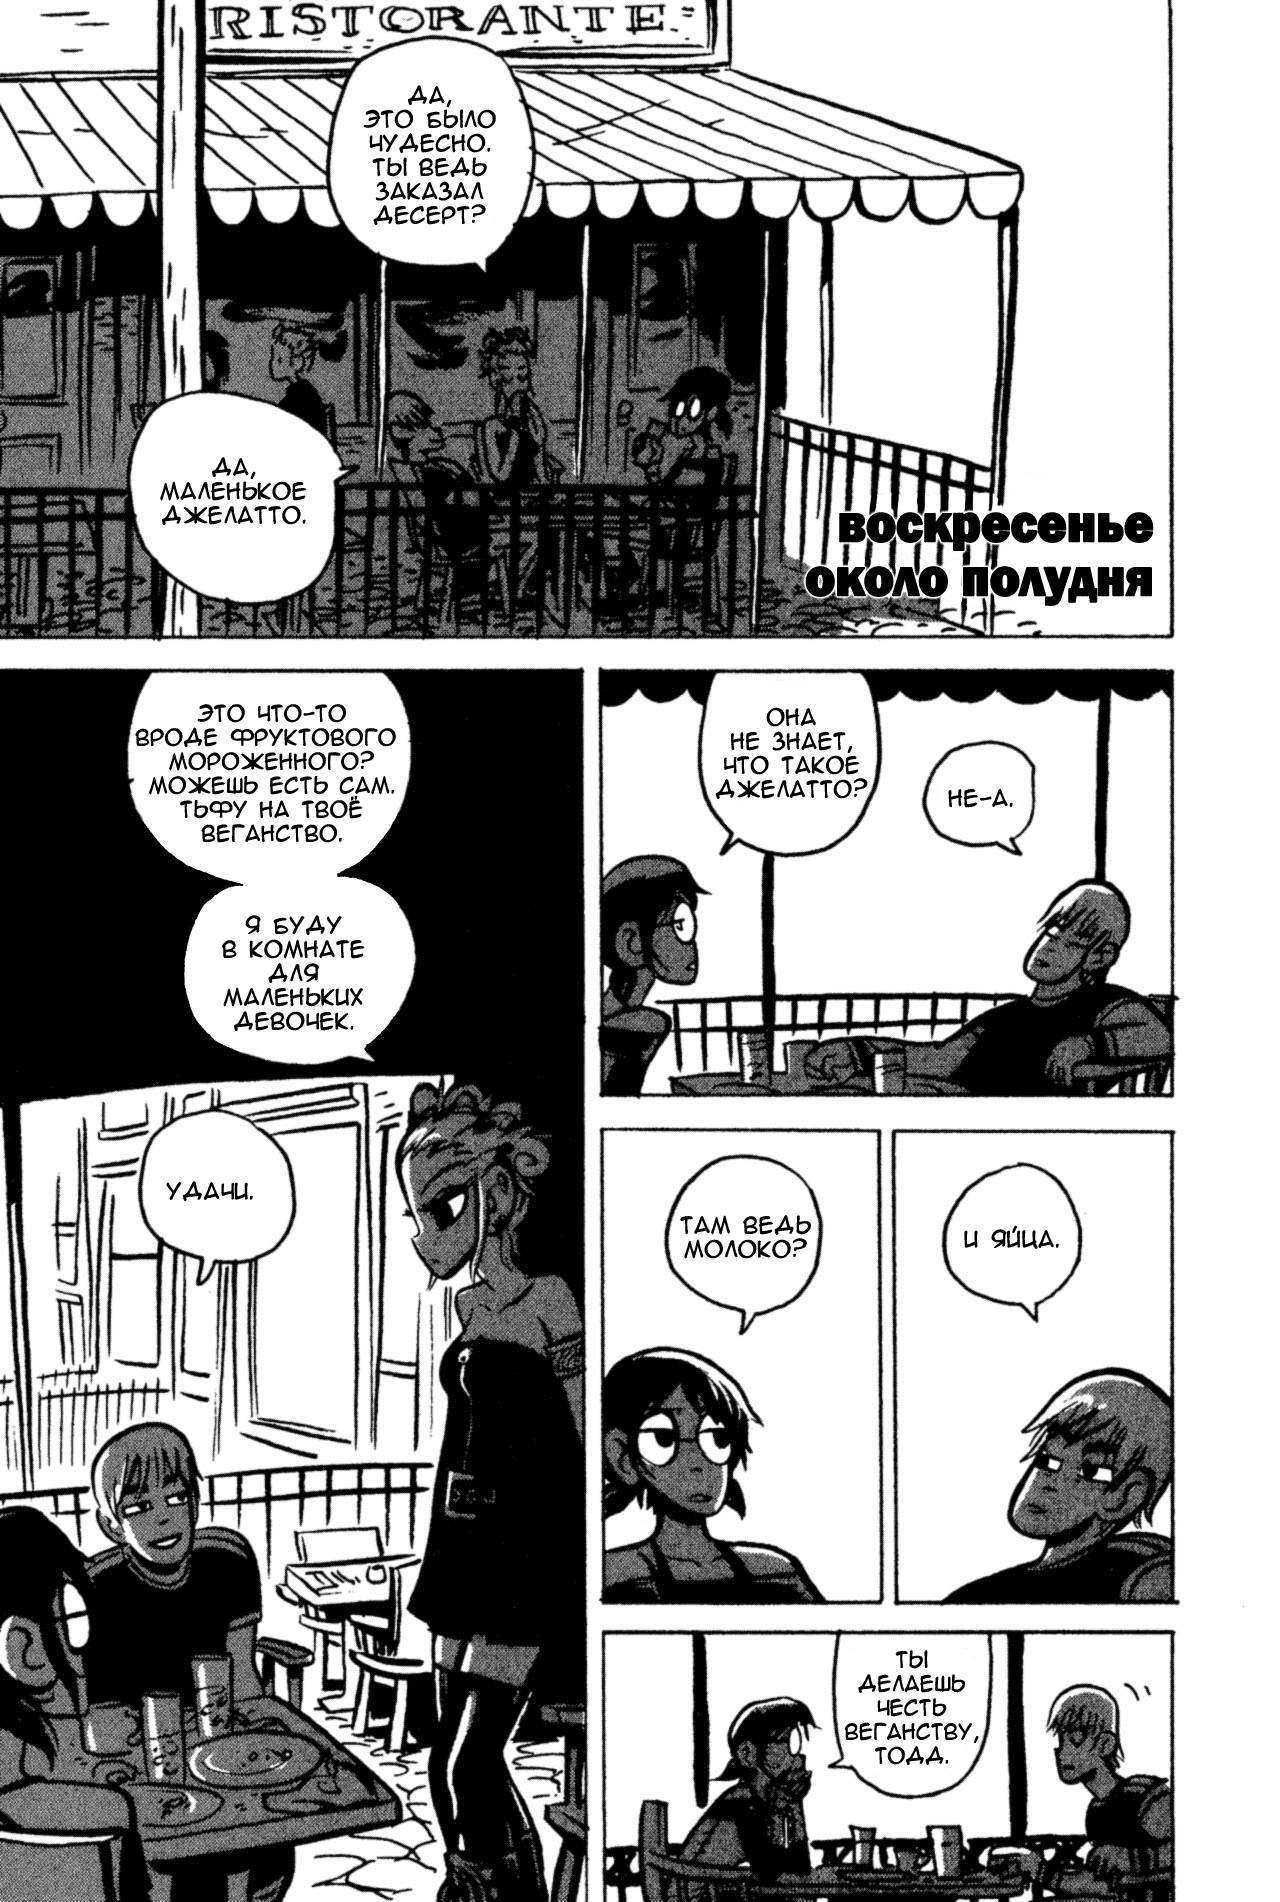 RISTORANTE
ДА,
ЭТО БЫЛО
ЧУДЕСНО.
ТЫ ВЕДЬ
ЗАКАЗАЛ
ДЕСЕРТ?
ДА,
МАЛЕНЬКОЕ
ДЖЕЛАТТО.
воскресенье
около полудня
ЭТО ЧТО-ТО
ВРОДЕ ФРУКТОВОГО
МОРОЖЕННОГО?
МОЖЕШЬ ЕСТЬ САМ.
ТЬФУ НА ТВОЁ
ВЕГАНСТВО.
Я БУДУ
В КОМНАТЕ
ДЛЯ
МАЛЕНЬКИХ
ДЕВОЧЕК.
УДАЧИ.
ОНА
НЕ ЗНАЕТ,
ЧТО ТАКОЕ
ДЖЕЛАТТО?
НЕ-А.
ТАМ ВЕДЬ
МОЛОКО?
И ЯЙЦА.
ТЫ
ДЕЛАЕШЬ
ЧЕСТЬ
ВЕГАНСТВУ,
ТОДД.